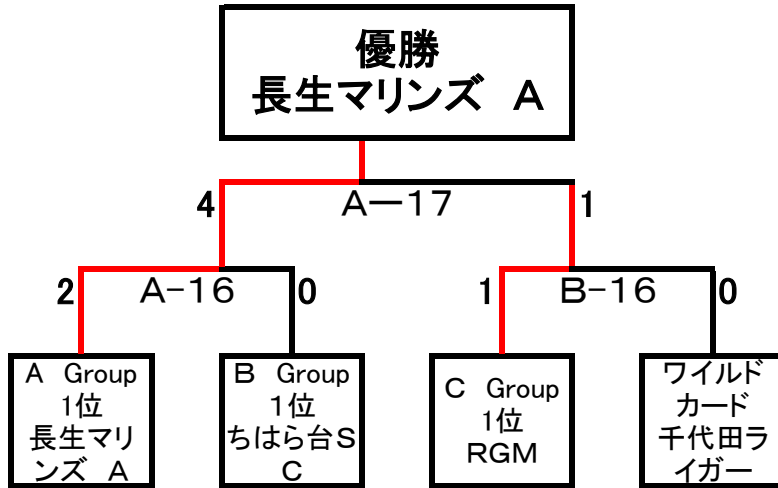 優勝
長生マリンズ　A
4
A－17
1
2
A-16
0
1
B-16
0
A　Group
1位
長生マリ
ンズ　A
B　Group
1位
ちはら台S
C
C　Group
1位
RGM
ワイルド
カード
千代田ラ
イガー